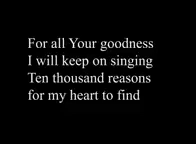 For all Your goodness
I will keep on singing
Ten thousand reasons
for my heart to find